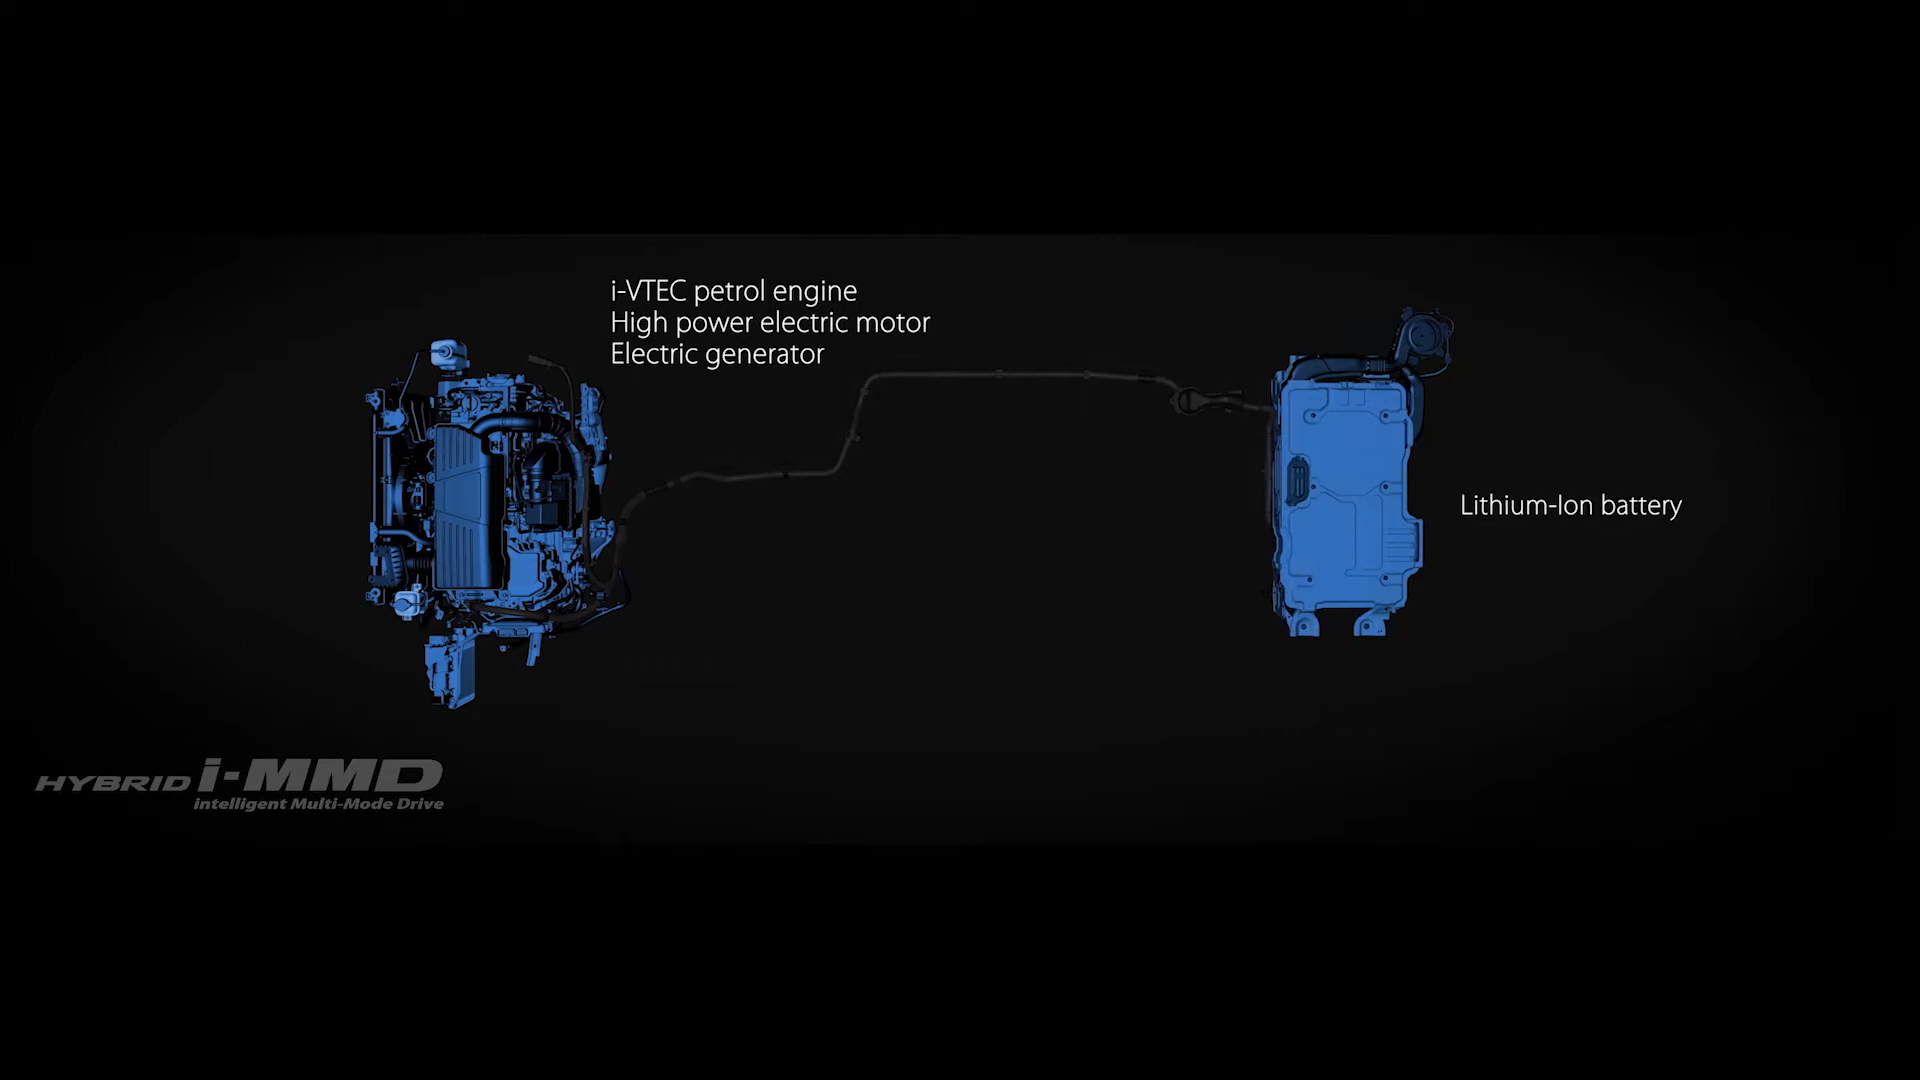 i-VTEC petrol engine
High power electric motor
Electric generator
Lithium-Ion battery
HYBRID i-MMD
intelligent Multi-Mode Drive